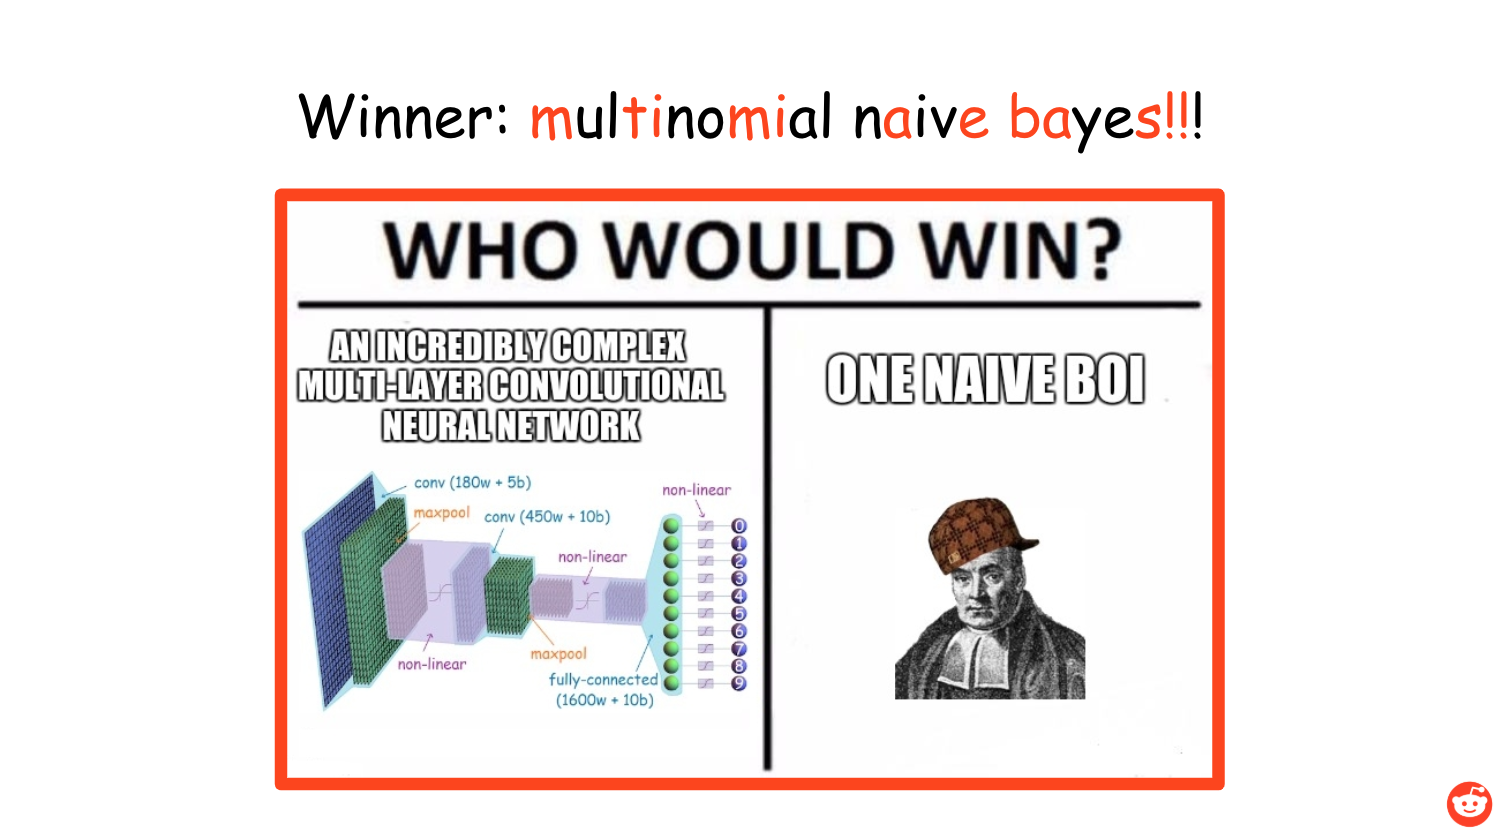 Winner: multinomial naive bayes!!!
WHO WOULD WIN?
AN INCREDIBLY COMPLEX
MULTI-LAYER CONVOLUTIONAL
NEURAL NETWORK
ONE NAIVE BOI
conv (180w + 5b)
maxpool
conv (450w + 10b)
non-linear
non-linear
non-linear
maxpool
fully-connected
(1600w + 10b)
0
1
2
3
4
5
6
7
8
9